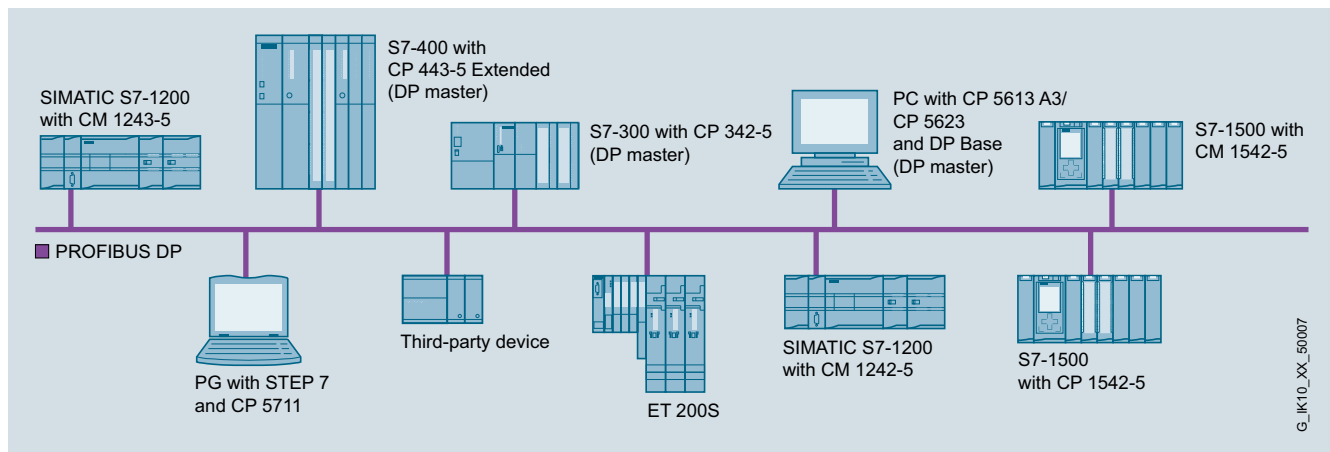 S7-400 with
CP 443-5 Extended
(DP master)
SIMATIC S7-1200
with CM 1243-5
S7-300 with CP 342-5
(DP master)
PC with CP 5613 A3/
CP 5623
and DP Base
(DP master)
S7-1500 with
CM 1542-5
PROFIBUS DP
PG with STEP 7
and CP 5711
Third-party device
ET 200S
SIMATIC S7-1200
with CM 1242-5
S7-1500
with CP 1542-5
G_IK10_XX_50007